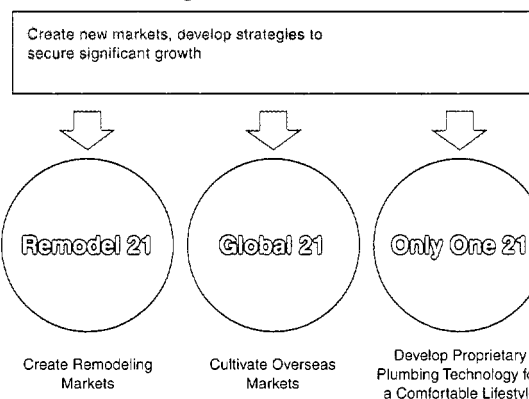 Create new markets, develop strategies to
secure significant growth
Remodel 21
Global 21
Only One 21
Create Remodeling
Markets
Cultivate Overseas
Markets
Develop Proprietary
Plumbing Technology
a Comfortable